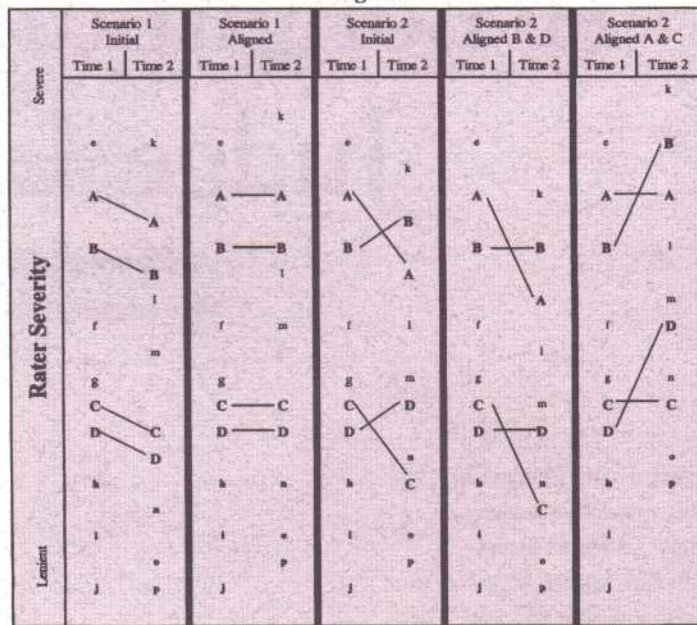 Scenario 1 Initial
Scenario 1 Aligned
Scenario 2 Initial
Scenario 2 Aligned B & D
Scenario 2 Aligned A & C
Time 1 Time 2 Time 1 Time 2 Time 1 Time 2 Time 1 Time 2 Time 1 Time 2
Severe
Rater Severity
Lenient
k
k
e k e e e e B
k
A A A A A k A A
A B
B B B B B B B l
B l A
l A m
f f m f l f f D
m l
g g g m g g n
C C C C D C m C C
D C D D D D D D
D n o
h h n h C h n h p
n C
i i o i o i i
o p p o
j p j j j p j